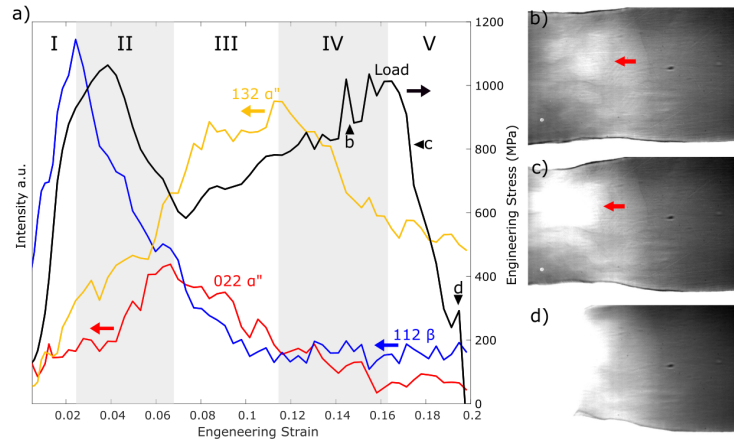 a)
I II III IV V
Load
132 α"
b
c
022 α"
d
112 β
Intensity a.u.
Engineering Stress (MPa)
1200
1000
800
600
400
200
0
0.02 0.04 0.06 0.08 0.1 0.12 0.14 0.16 0.18 0.2
Engeneering Strain
b)
c)
d)